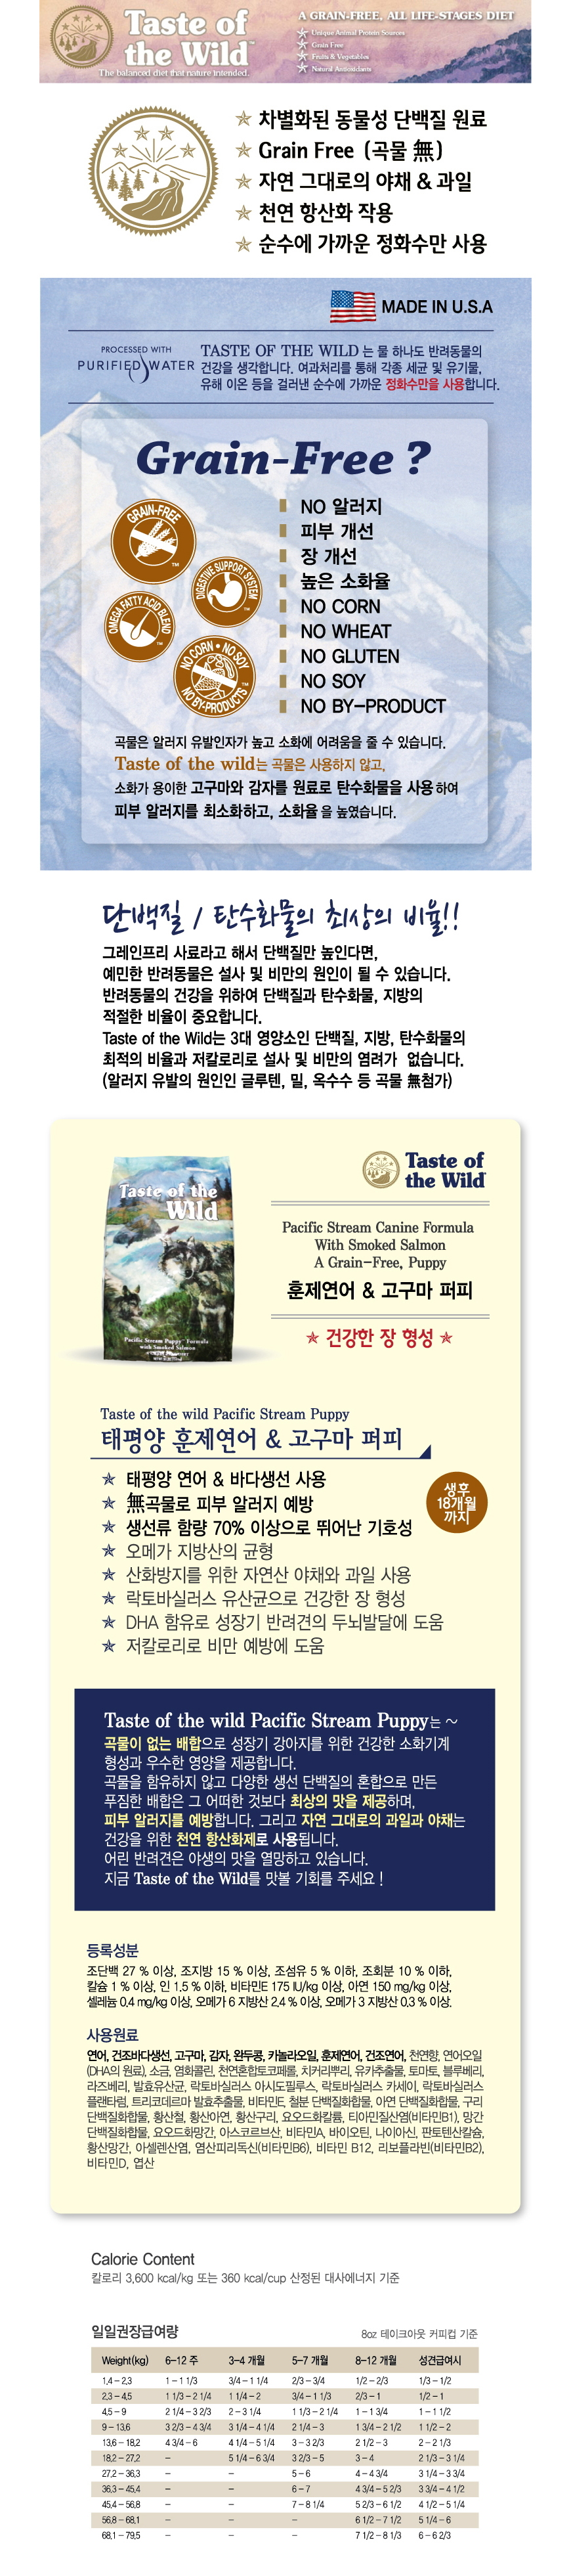 Taste of
the Wild
The balanced diet that nature intended.
A GRAIN-FREE, ALL LIFE-STAGES DIET
Unique Animal Protein Sources
Grain Free
Fruits & Vegetables
Natural Antioxidants
차별화된 동물성 단백질 원료
Grain Free (곡물 無)
자연 그대로의 야채 & 과일
천연 항산화 작용
순수에 가까운 정화수만 사용
MADE IN U.S.A
PROCESSED WITH
PURIFIED WATER
TASTE OF THE WILD 는 물 하나도 반려동물의
건강을 생각합니다. 여과처리를 통해 각종 세균 및 유기물,
유해 이온 등을 걸러낸 순수에 가까운 정화수만을 사용합니다.
Grain-Free ?
GRAIN-FREE
DIGESTIVE SUPPORT SYSTEM
OMEGA FATTY ACID BLEND
NO CORN • NO SOY
NO BY-PRODUCTS
NO 알러지
피부 개선
장 개선
높은 소화율
NO CORN
NO WHEAT
NO GLUTEN
NO SOY
NO BY-PRODUCT
곡물은 알러지 유발인자가 높고 소화에 어려움을 줄 수 있습니다.
Taste of the wild는 곡물은 사용하지 않고,
소화가 용이한 고구마와 감자를 원료로 탄수화물을 사용 하여
피부 알러지를 최소화하고, 소화율 을 높였습니다.
단백질 / 탄수화물의 최상의 비율!!
그레인프리 사료라고 해서 단백질만 높인다면,
예민한 반려동물은 설사 및 비만의 원인이 될 수 있습니다.
반려동물의 건강을 위하여 단백질과 탄수화물, 지방의
적절한 비율이 중요합니다.
Taste of the Wild는 3대 영양소인 단백질, 지방, 탄수화물의
최적의 비율과 저칼로리로 설사 및 비만의 염려가 없습니다.
(알러지 유발의 원인인 글루텐, 밀, 옥수수 등 곡물 無첨가)
Taste of the
Wild
Pacific Stream Puppy Formula
with Smoked Salmon
Taste of
the Wild
Pacific Stream Canine Formula
With Smoked Salmon
A Grain-Free, Puppy
훈제연어 & 고구마 퍼피
건강한 장 형성
Taste of the wild Pacific Stream Puppy
태평양 훈제연어 & 고구마 퍼피
태평양 연어 & 바다생선 사용
無곡물로 피부 알러지 예방
생선류 함량 70% 이상으로 뛰어난 기호성
오메가 지방산의 균형
산화방지를 위한 자연산 야채와 과일 사용
락토바실리스 유산균으로 건강한 장 형성
DHA 함유로 성장기 반려견의 두뇌발달에 도움
저칼로리로 비만 예방에 도움
생후
18개월
까지
Taste of the wild Pacific Stream Puppy는 ~
곡물이 없는 배합으로 성장기 강아지를 위한 건강한 소화기계
형성과 우수한 영양을 제공합니다.
곡물을 함유하지 않고 다양한 생선 단백질의 혼합으로 만든
푸짐한 배합은 그 어떠한 것보다 최상의 맛을 제공하며,
피부 알러지를 예방합니다. 그리고 자연 그대로의 과일과 야채는
건강을 위한 천연 항산화제로 사용됩니다.
어린 반려견은 야생의 맛을 열망하고 있습니다.
지금 Taste of the Wild를 맛볼 기회를 주세요 !
등록성분
조단백 27 % 이상, 조지방 15 % 이상, 조섬유 5 % 이하, 조회분 10 % 이하,
칼슘 1 % 이상, 인 1.5 % 이하, 비타민E 175 IU/kg 이상, 아연 150 mg/kg 이상,
셀레늄 0.4 mg/kg 이상, 오메가 6 지방산 2.4 % 이상, 오메가 3 지방산 0.3 % 이상.
사용원료
연어, 건조바다생선, 고구마, 감자, 완두콩, 카놀라오일, 훈제연어, 건조연어, 천연향, 연어오일
(DHA의 원료), 소금, 염화콜린, 천연혼합토코페롤, 치커리뿌리, 유카추출물, 토마토, 블루베리,
라즈베리, 발효유산균, 락토바실리스 아시도필루스, 락토바실리스 카세이, 락토바실리스
플랜타럼, 트리코데르마 발효추출물, 비타민E, 철분 단백질화합물, 아연 단백질화합물, 구리
단백질화합물, 황산철, 황산아연, 황산구리, 요오드화칼륨, 티아민질산염(비타민B1), 망간
단백질화합물, 요오드화망간, 아스코르브산, 비타민A, 바이오틴, 나이아신, 판토텐산칼슘,
황산망간, 아셀렌산염, 염산피리독신(비타민B6), 비타민 B12, 리보플라빈(비타민B2),
비타민D, 엽산
Calorie Content
칼로리 3,600 kcal/kg 또는 360 kcal/cup 산정된 대사에너지 기준
일일권장급여량
8oz 테이크아웃 커피컵 기준
Weight(kg) 6-12 주 3-4 개월 5-7 개월 8-12 개월 성견급여시
1.4 - 2.3 1 - 1 1/3 3/4 - 1 1/4 2/3 - 3/4 1/2 - 2/3 1/3 - 1/2
2.3 - 4.5 1 1/3 - 2 1/4 1 1/4 - 2 3/4 - 1 1/3 2/3 - 1 1/2 - 1
4.5 - 9 2 1/4 - 3 2/3 2 - 3 1/4 1 1/3 - 2 1/4 1 - 1 3/4 1 - 1 1/2
9 - 13.6 3 2/3 - 4 3/4 3 1/4 - 4 1/4 2 1/4 - 3 1 3/4 - 2 1/2 1 1/2 - 2
13.6 - 18.2 4 3/4 - 6 4 1/4 - 5 1/4 3 - 3 2/3 2 1/2 - 3 2 - 2 1/3
18.2 - 27.2 - 5 1/4 - 6 3/4 3 2/3 - 5 3 - 4 2 1/3 - 3 1/4
27.2 - 36.3 - - 5 - 6 4 - 4 3/4 3 1/4 - 3 3/4
36.3 - 45.4 - - 6 - 7 4 3/4 - 5 2/3 3 3/4 - 4 1/2
45.4 - 56.8 - - 7 - 8 1/4 5 2/3 - 6 1/2 4 1/2 - 5 1/4
56.8 - 68.1 - - - 6 1/2 - 7 1/2 5 1/4 - 6
68.1 - 79.5 - - - 7 1/2 - 8 1/3 6 - 6 2/3